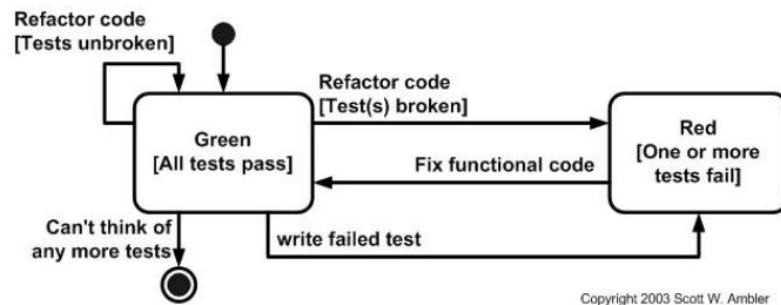 Refactor code
[Tests unbroken]
Refactor code
[Test(s) broken]
Green
[All tests pass]
Red
[One or more
tests fail]
Fix functional code
Can't think of
any more tests
write failed test
Copyright 2003 Scott W. Ambler